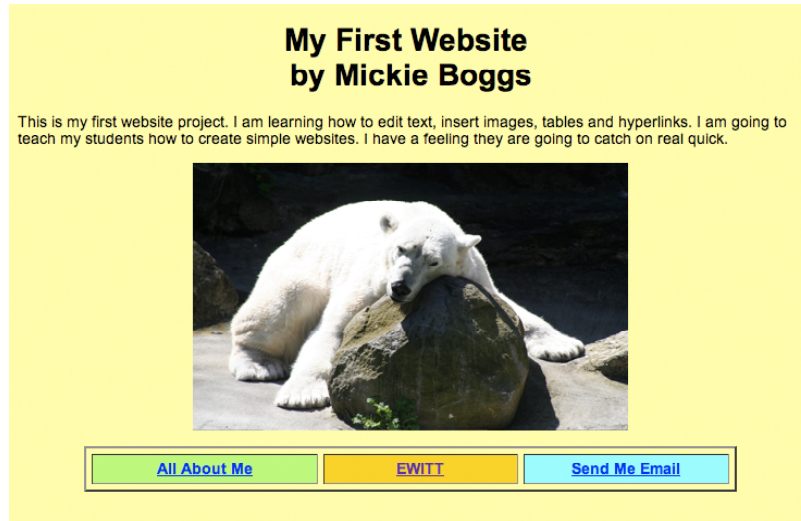 My First Website
by Mickie Boggs
This is my first website project. I am learning how to edit text, insert images, tables and hyperlinks. I am going to
teach my students how to create simple websites. I have a feeling they are going to catch on real quick.
All About Me EWITT Send Me Email